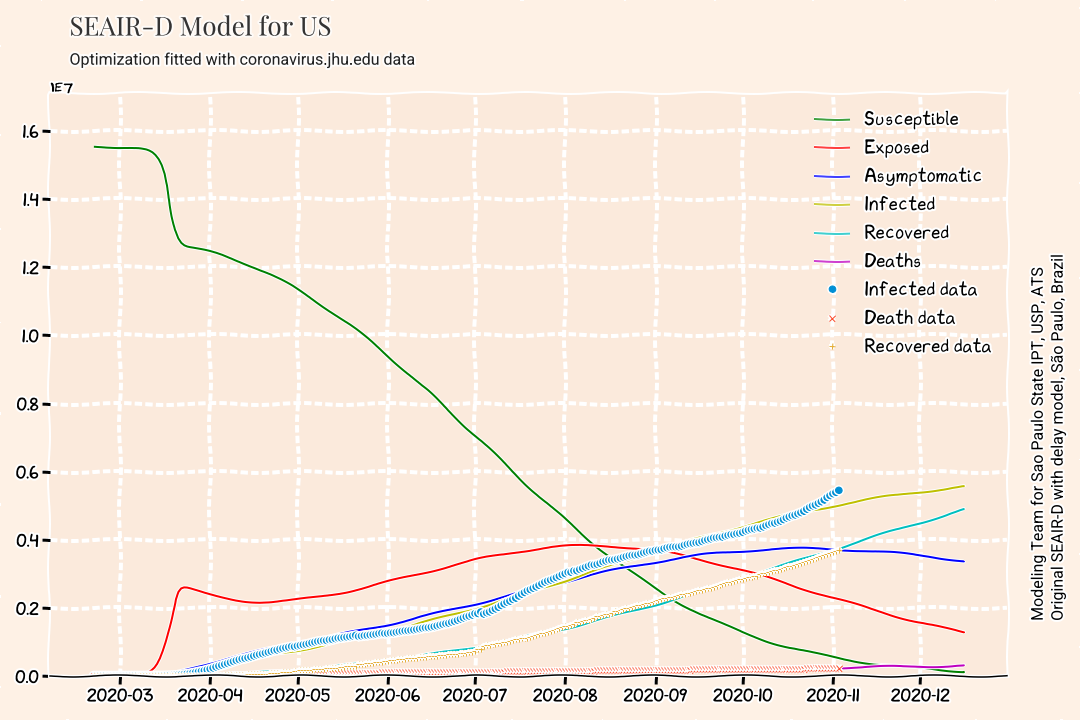 SEAIR-D Model for US
Optimization fitted with coronavirus.jhu.edu data
1E7
1.6
1.4
1.2
1.0
0.8
0.6
0.4
0.2
0.0
Susceptible
Exposed
Asymptomatic
Infected
Recovered
Deaths
Infected data
Death data
Recovered data
2020-03 2020-04 2020-05 2020-06 2020-07 2020-08 2020-09 2020-10 2020-11 2020-12
Modeling Team for Sao Paulo State IPT, USP, ATS
Original SEAIR-D with delay model, São Paulo, Brazil